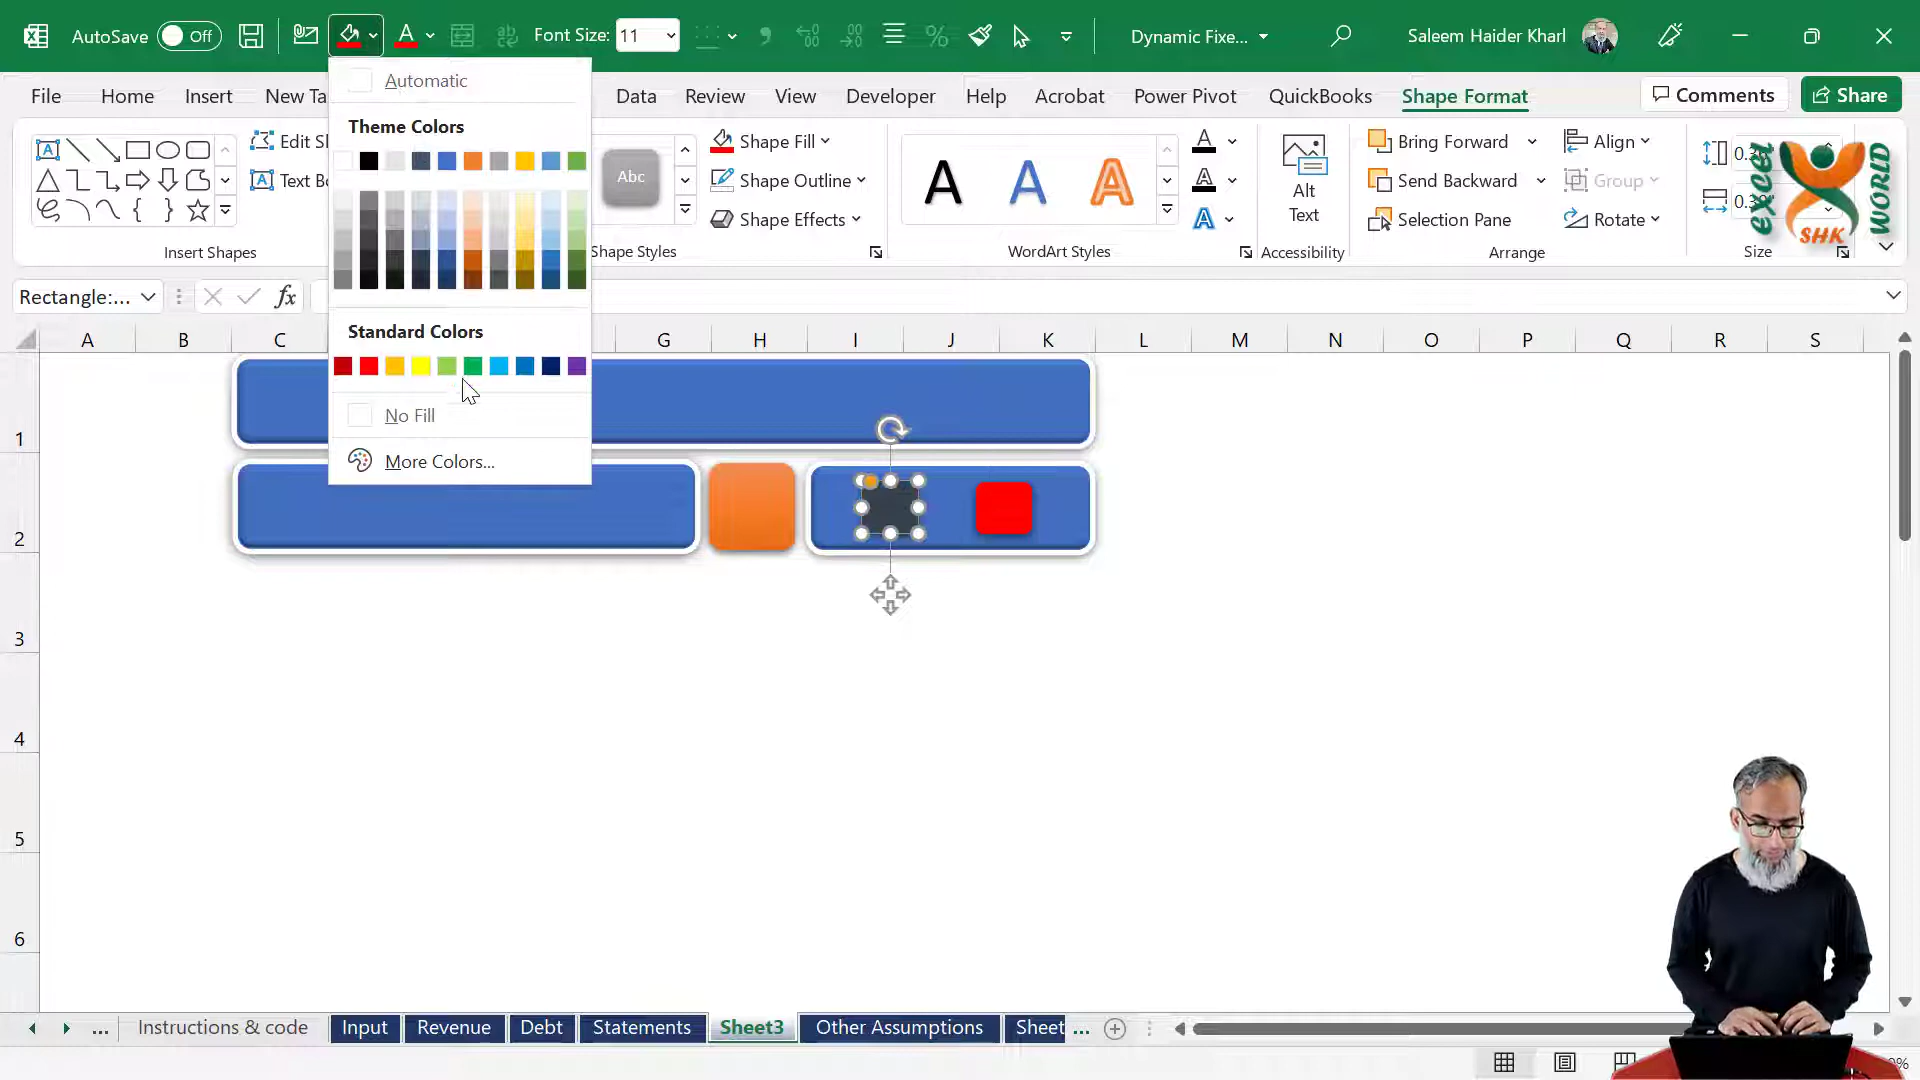 AutoSave Off Font Size: 11 Dynamic Fixe... Saleem Haider Kharl
File Home Insert New Ta Data Review View Developer Help Acrobat Power Pivot QuickBooks Shape Format Comments Share
Automatic
Theme Colors
Standard Colors
No Fill
More Colors...
Edit Sh
Text Bo
Insert Shapes
Abc
Shape Fill
Shape Outline
Shape Effects
Shape Styles
A A A
WordArt Styles
Alt
Text
Accessibility
Bring Forward
Send Backward
Selection Pane
Align
Group
Rotate
Arrange
Size
EXCEL
SHK
WORLD
Rectangle:... fx
A B C G H I J K L M N O P Q R S
1
2
3
4
5
6
... Instructions & code Input Revenue Debt Statements Sheet3 Other Assumptions Sheet ...